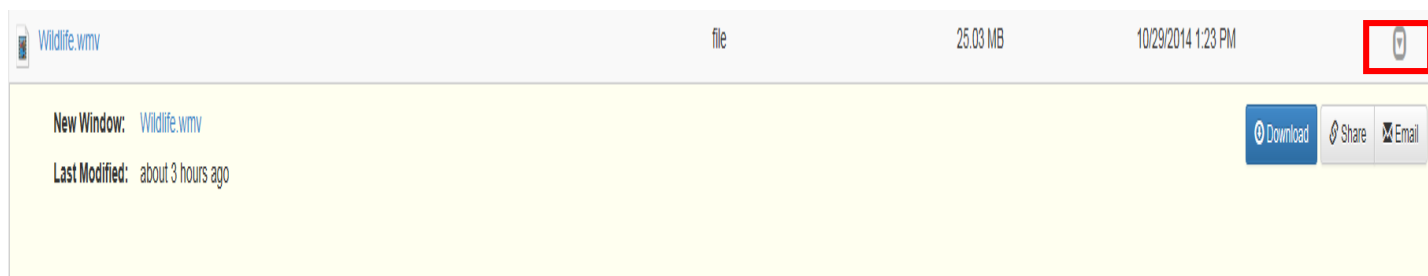 Wildlife.wmv file 25.03 MB 10/29/2014 1:23 PM
New Window: Wildlife.wmv Download Share Email
Last Modified: about 3 hours ago